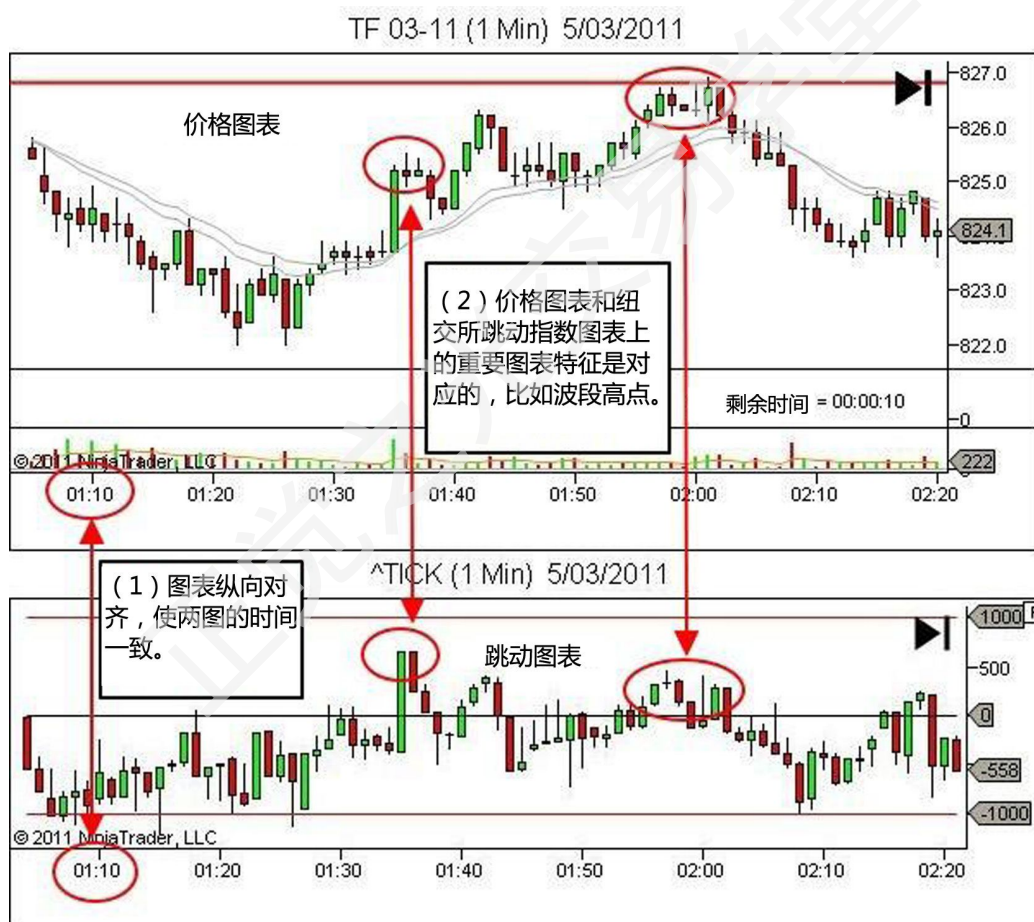 TF 03-11 (1 Min) 5/03/2011
827.0
价格图表
826.0
825.0
824.1
823.0
822.0
（2）价格图表和纽
交所跳动指数图表上
的重要图表特征是对
应的，比如波段高点。
剩余时间 = 00:00:10
0
© 2011 NinjaTrader, LLC
222
01:10 01:20 01:30 01:40 01:50 02:00 02:10 02:20
^TICK (1 Min) 5/03/2011
（1）图表纵向对
齐，使两图的时间
一致。
1000
F
跳动图表
500
0
-558
-1000
© 2011 NinjaTrader, LLC
01:10 01:20 01:30 01:40 01:50 02:00 02:10 02:20